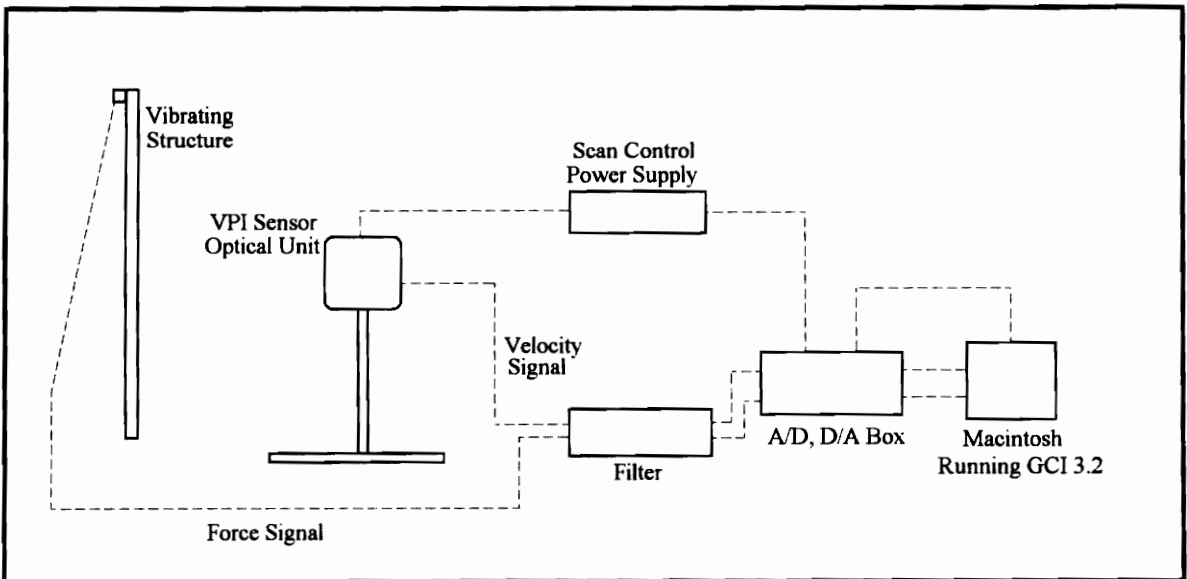 Vibrating
Structure
Scan Control
Power Supply
VPI Sensor
Optical Unit
Velocity
Signal
A/D, D/A Box
Macintosh
Running GCI 3.2
Filter
Force Signal